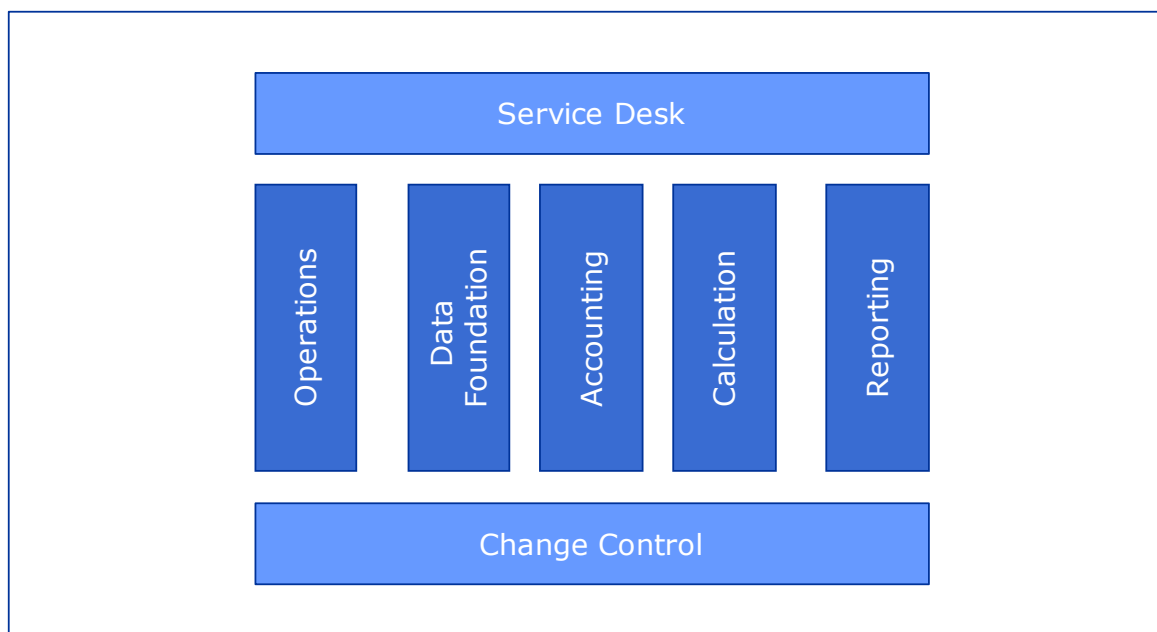 Service Desk
Operations
Data
Foundation
Accounting
Calculation
Reporting
Change Control